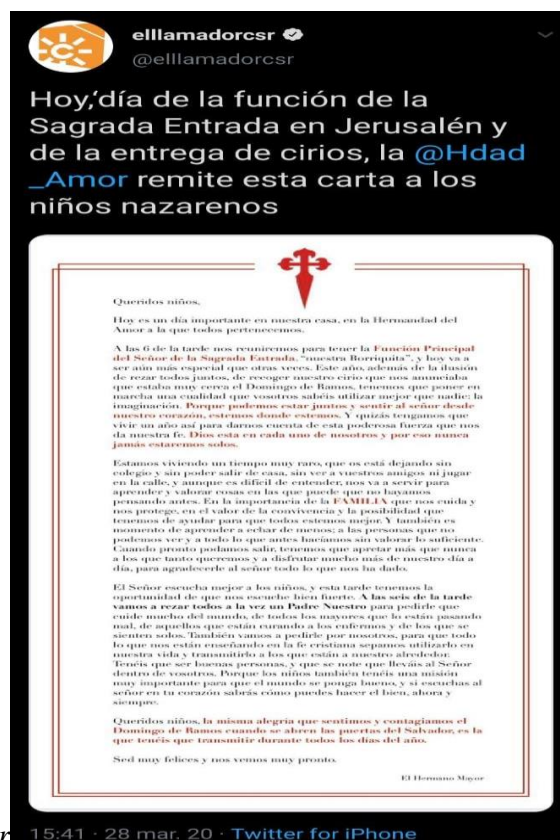 elllamadorcsr
@elllamadorcsr
Hoy,'día de la función de la
Sagrada Entrada en Jerusalén y
de la entrega de cirios, la @Hdad
_Amor remite esta carta a los
niños nazarenos
Queridos niños,
Hoy es un día importante en nuestra casa, en la Hermandad del
Amor a la que todos pertenecemos.
A las 6 de la tarde nos reuniremos para tener la Función Principal
del Señor de la Sagrada Entrada, "nuestra Borriquita", y hoy va a
ser aún más especial que otras veces. Este año, además de la ilusión
de rezar todos juntos, de recoger nuestro cirio que nos anunciaba
que estaba muy cerca el Domingo de Ramos, tenemos que poner en
marcha una cualidad que vosotros sabéis utilizar mejor que nadie: la
imaginación. Porque podemos estar juntos y sentir al señor desde
nuestro corazón, estemos donde estemos. Y quizás tengamos que
vivir un año así para darnos cuenta de esta poderosa fuerza que nos
da nuestra fe. Dios esta en cada uno de nosotros y por eso nunca
jamás estaremos solos.
Estamos viviendo un tiempo muy raro, que os está dejando sin
colegio y sin poder salir de casa, sin ver a vuestros amigos ni jugar
en la calle, y aunque es difícil de entender, nos va a servir para
aprender y valorar cosas en las que puede que no hayamos
pensando antes. En la importancia de la FAMILIA que nos cuida y
nos protege, en el valor de la convivencia y la posibilidad que
tenemos de ayudar para que todos estemos mejor. Y también es
momento de aprender a echar de menos; a las personas que no
podemos ver y a todo lo que antes hacíamos sin valorar lo suficiente.
Cuando pronto podamos salir, tenemos que apretar más que nunca
a los que tanto queremos y a disfrutar mucho más de nuestro día a
día, para agradecerle al señor todo lo que nos ha dado.
El Señor escucha mejor a los niños, y esta tarde tenemos la
oportunidad de que nos escuche bien fuerte. A las seis de la tarde
vamos a rezar todos a la vez un Padre Nuestro para pedirle que
cuide mucho del mundo, de todos los mayores que lo están pasando
mal, de aquellos que están curando a los enfermos y de los que se
sienten solos. También vamos a pedirle por nosotros, para que todo
lo que nos están enseñando en la fe cristiana sepamos utilizarlo en
nuestra vida y transmitirlo a los que están a nuestro alrededor.
Tenéis que ser buenas personas, y que se note que lleváis al Señor
dentro de vosotros. Porque los niños también tenéis una misión
muy importante para que el mundo se ponga bueno, y si escuchas al
señor en tu corazón sabrás cómo puedes hacer el bien, ahora y
siempre.
Queridos niños, la misma alegría que sentimos y contagiamos el
Domingo de Ramos cuando se abren las puertas del Salvador, es la
que tenéis que transmitir durante todos los días del año.
Sed muy felices y nos vemos muy pronto.
El Hermano Mayor
r
15:41 · 28 mar. 20 · Twitter for iPhone